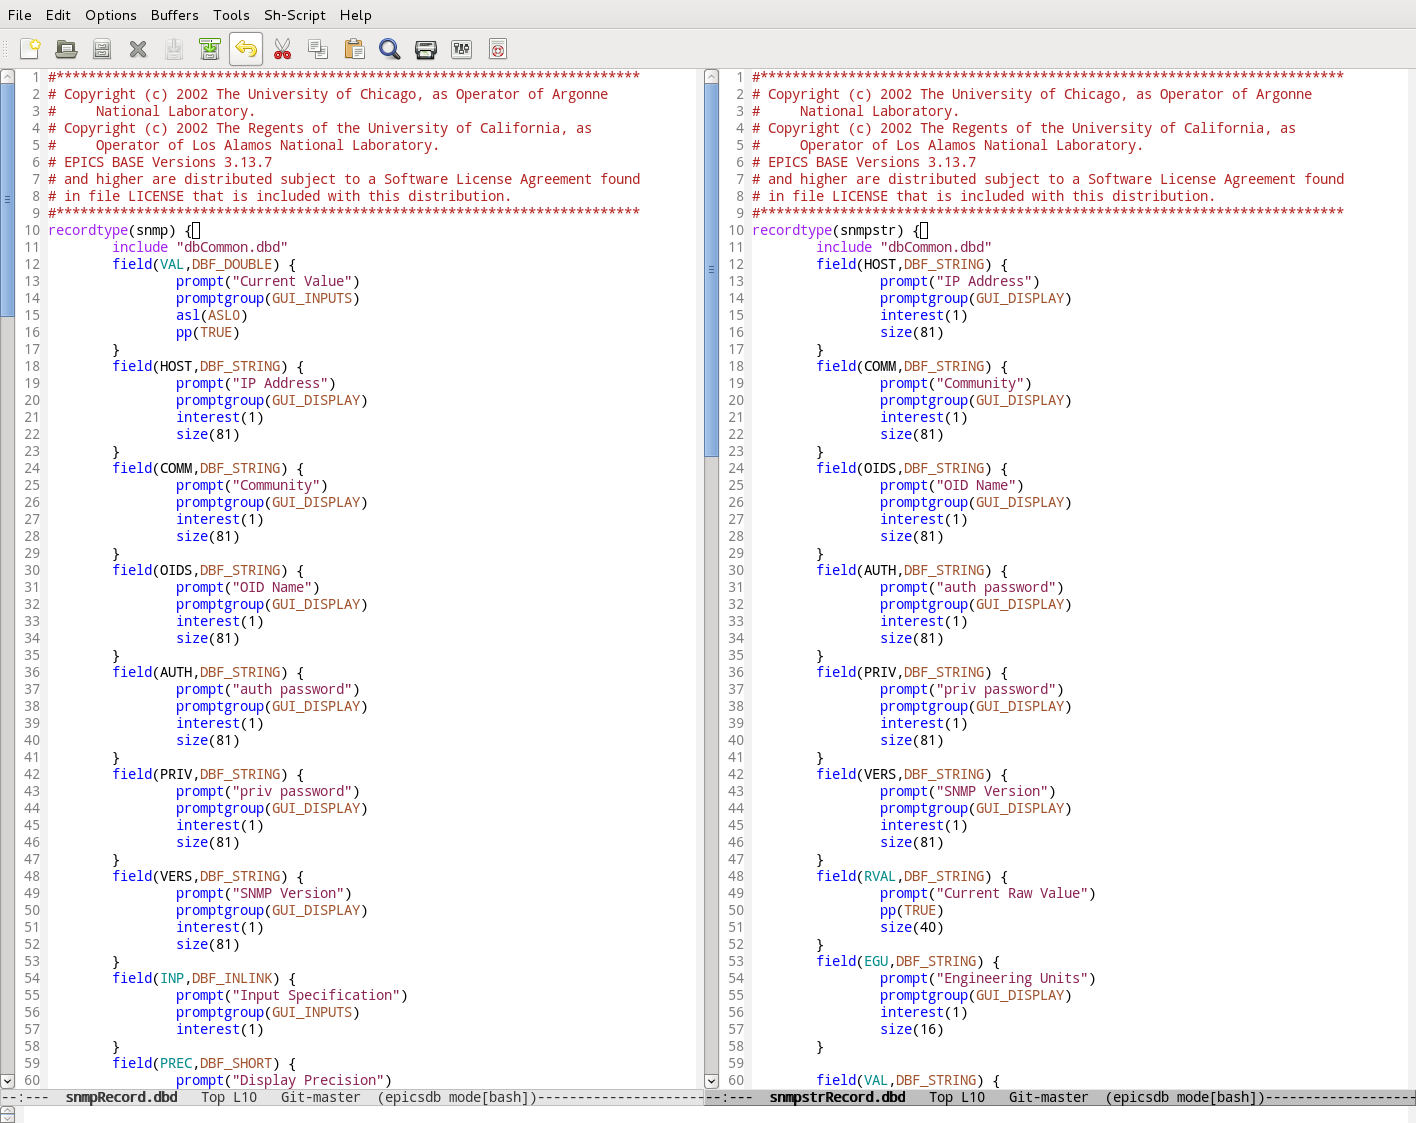 File Edit Options Buffers Tools Sh-Script Help
1 #*************************************************************************
2 # Copyright (c) 2002 The University of Chicago, as Operator of Argonne
3 #     National Laboratory.
4 # Copyright (c) 2002 The Regents of the University of California, as
5 #     Operator of Los Alamos National Laboratory.
6 # EPICS BASE Versions 3.13.7
7 # and higher are distributed subject to a Software License Agreement found
8 # in file LICENSE that is included with this distribution.
9 #*************************************************************************
10 recordtype(snmp) {
11         include "dbCommon.dbd"
12         field(VAL,DBF_DOUBLE) {
13                 prompt("Current Value")
14                 promptgroup(GUI_INPUTS)
15                 asl(ASL0)
16                 pp(TRUE)
17         }
18         field(HOST,DBF_STRING) {
19                 prompt("IP Address")
20                 promptgroup(GUI_DISPLAY)
21                 interest(1)
22                 size(81)
23         }
24         field(COMM,DBF_STRING) {
25                 prompt("Community")
26                 promptgroup(GUI_DISPLAY)
27                 interest(1)
28                 size(81)
29         }
30         field(OIDS,DBF_STRING) {
31                 prompt("OID Name")
32                 promptgroup(GUI_DISPLAY)
33                 interest(1)
34                 size(81)
35         }
36         field(AUTH,DBF_STRING) {
37                 prompt("auth password")
38                 promptgroup(GUI_DISPLAY)
39                 interest(1)
40                 size(81)
41         }
42         field(PRIV,DBF_STRING) {
43                 prompt("priv password")
44                 promptgroup(GUI_DISPLAY)
45                 interest(1)
46                 size(81)
47         }
48         field(VERS,DBF_STRING) {
49                 prompt("SNMP Version")
50                 promptgroup(GUI_DISPLAY)
51                 interest(1)
52                 size(81)
53         }
54         field(INP,DBF_INLINK) {
55                 prompt("Input Specification")
56                 promptgroup(GUI_INPUTS)
57                 interest(1)
58         }
59         field(PREC,DBF_SHORT) {
60                 prompt("Display Precision")
--:---  snmpRecord.dbd   Top L10   Git-master  (epicsdb mode[bash])---------------------
1 #*************************************************************************
2 # Copyright (c) 2002 The University of Chicago, as Operator of Argonne
3 #     National Laboratory.
4 # Copyright (c) 2002 The Regents of the University of California, as
5 #     Operator of Los Alamos National Laboratory.
6 # EPICS BASE Versions 3.13.7
7 # and higher are distributed subject to a Software License Agreement found
8 # in file LICENSE that is included with this distribution.
9 #*************************************************************************
10 recordtype(snmpstr) {
11         include "dbCommon.dbd"
12         field(HOST,DBF_STRING) {
13                 prompt("IP Address")
14                 promptgroup(GUI_DISPLAY)
15                 interest(1)
16                 size(81)
17         }
18         field(COMM,DBF_STRING) {
19                 prompt("Community")
20                 promptgroup(GUI_DISPLAY)
21                 interest(1)
22                 size(81)
23         }
24         field(OIDS,DBF_STRING) {
25                 prompt("OID Name")
26                 promptgroup(GUI_DISPLAY)
27                 interest(1)
28                 size(81)
29         }
30         field(AUTH,DBF_STRING) {
31                 prompt("auth password")
32                 promptgroup(GUI_DISPLAY)
33                 interest(1)
34                 size(81)
35         }
36         field(PRIV,DBF_STRING) {
37                 prompt("priv password")
38                 promptgroup(GUI_DISPLAY)
39                 interest(1)
40                 size(81)
41         }
42         field(VERS,DBF_STRING) {
43                 prompt("SNMP Version")
44                 promptgroup(GUI_DISPLAY)
45                 interest(1)
46                 size(81)
47         }
48         field(RVAL,DBF_STRING) {
49                 prompt("Current Raw Value")
50                 pp(TRUE)
51                 size(40)
52         }
53         field(EGU,DBF_STRING) {
54                 prompt("Engineering Units")
55                 promptgroup(GUI_DISPLAY)
56                 interest(1)
57                 size(16)
58         }
59
60         field(VAL,DBF_STRING) {
--:---  snmpstrRecord.dbd   Top L10   Git-master  (epicsdb mode[bash])-------------------